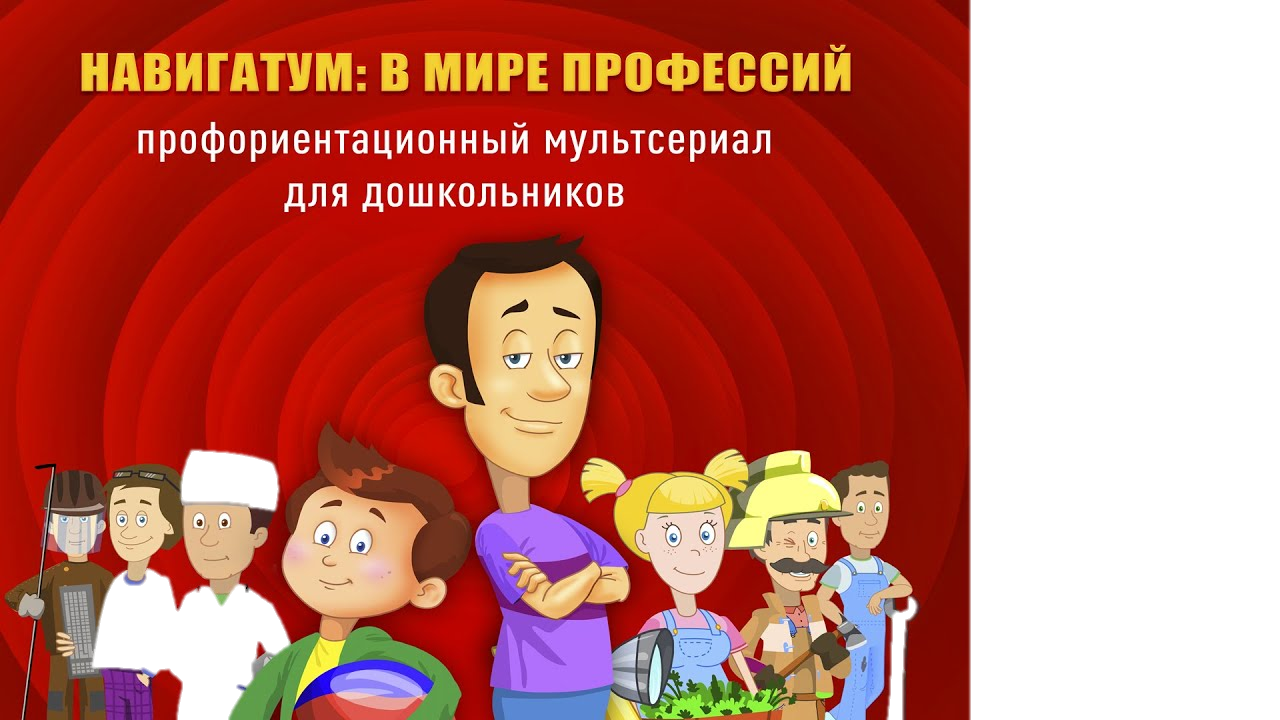 НАВИГАТУМ: В МИРЕ ПРОФЕССИЙ
профориентационный мультсериал
для дошкольников